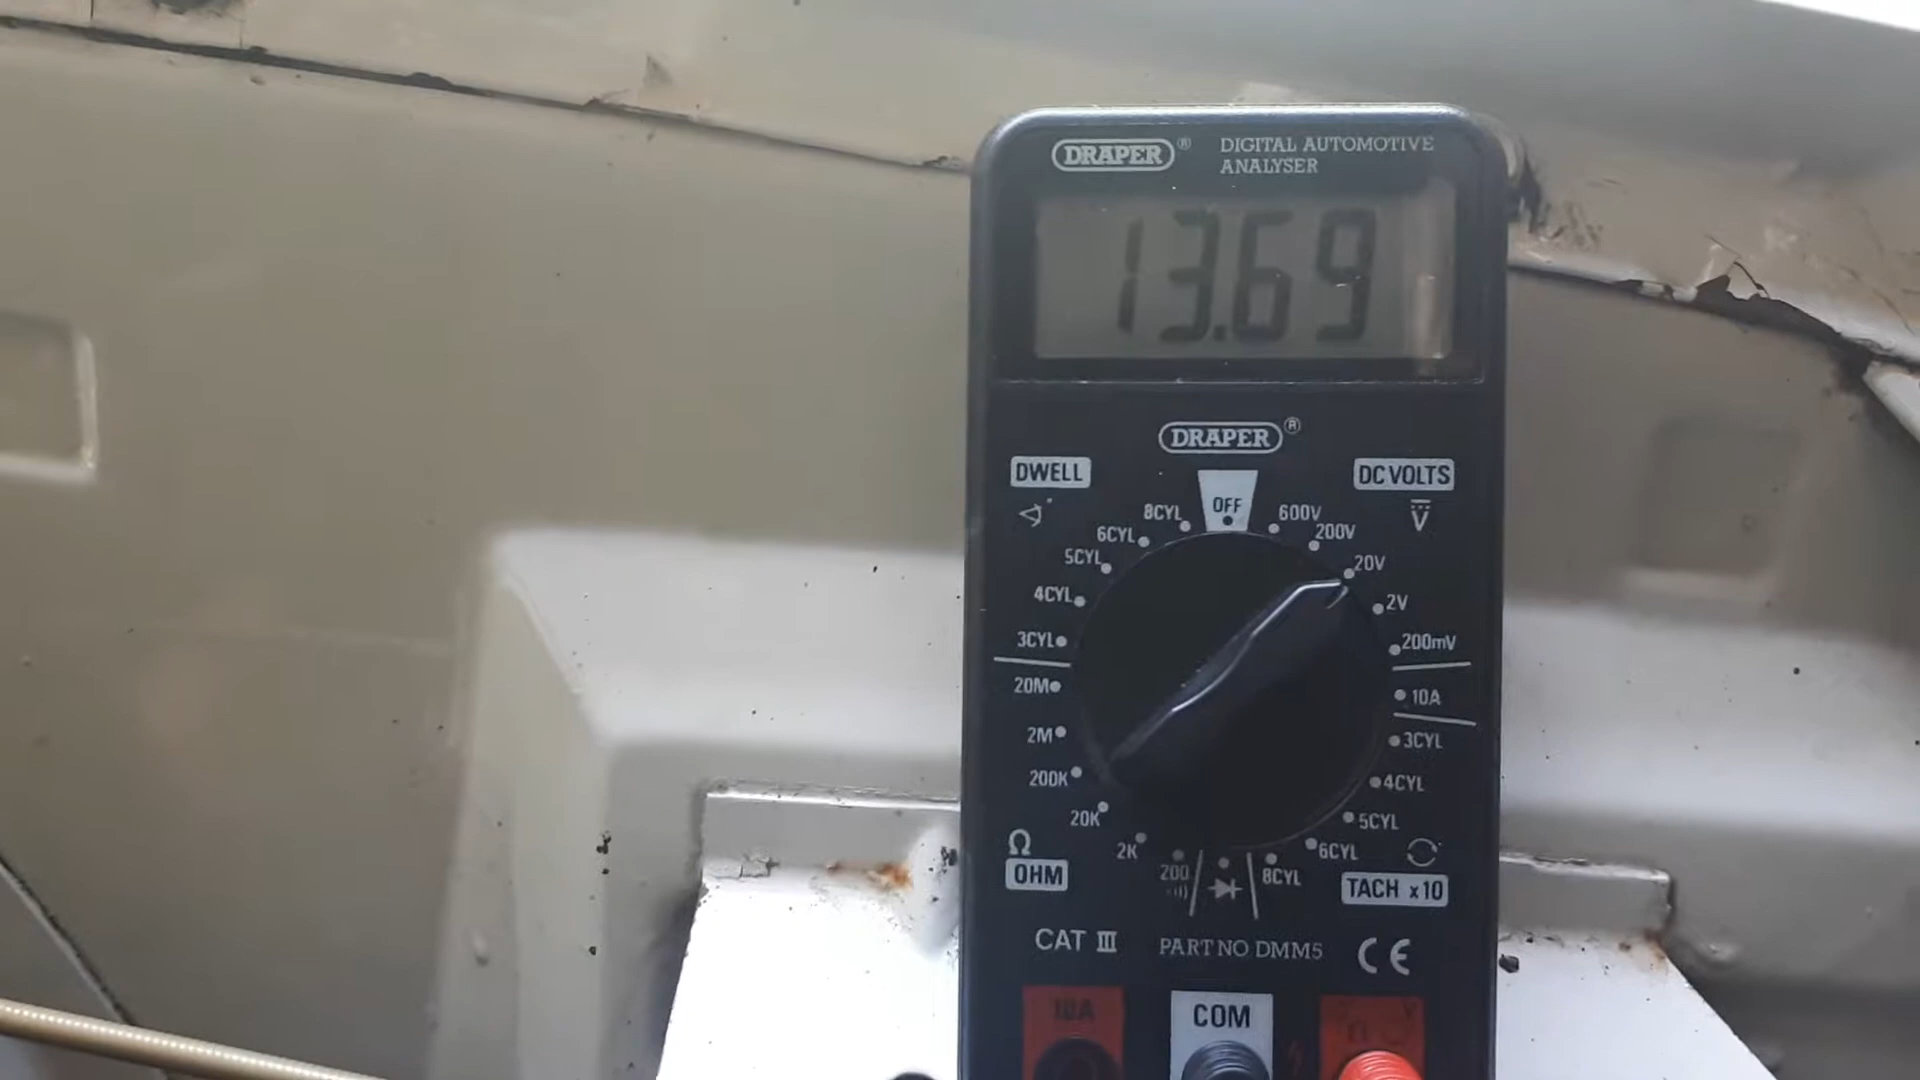 DRAPER ® DIGITAL AUTOMOTIVE
ANALYSER
13.69
DRAPER ®
DWELL
DC VOLTS
OFF
V
8CYL
600V
6CYL
200V
5CYL
20V
4CYL
2V
3CYL
200mV
20M
10A
2M
3CYL
200K
4CYL
20K
5CYL
2K
6CYL
200
8CYL
Ω
OHM
TACH x10
CAT III
PART NO DMM5
CE
10A
COM